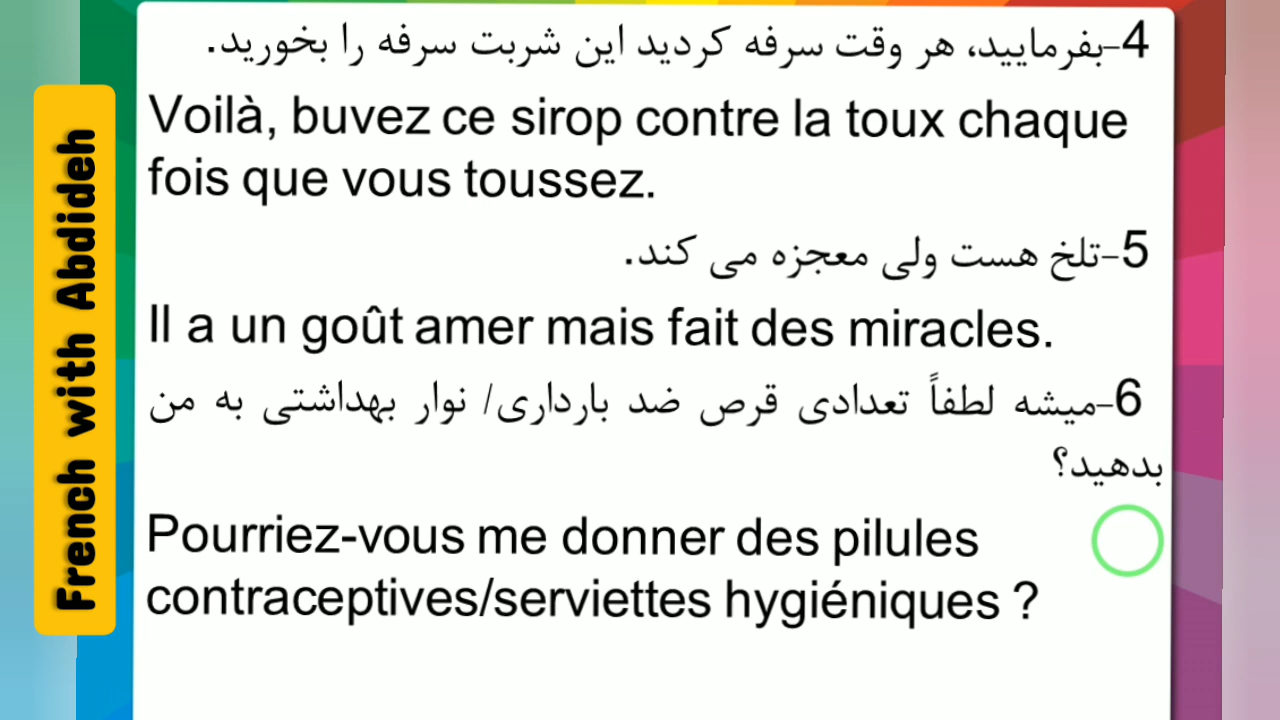 4-بفرمایید، هر وقت سرفه کردید این شربت سرفه را بخورید.
Voilà, buvez ce sirop contre la toux chaque
fois que vous toussez.
5-تلخ هست ولی معجزه می کند.
Il a un goût amer mais fait des miracles.
6-میشه لطفاً تعدادی قرص ضد بارداری/ نوار بهداشتی به من
بدهید؟
Pourriez-vous me donner des pilules
contraceptives/serviettes hygiéniques ?
French with Abdideh